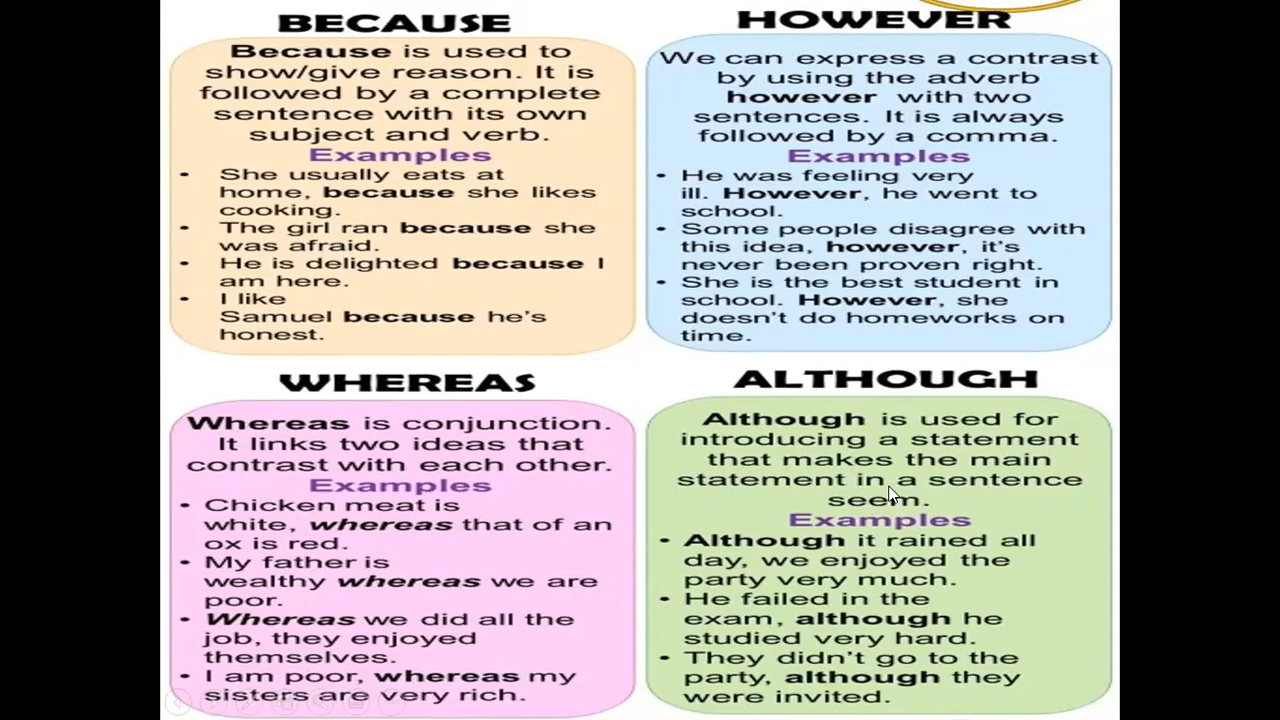 BECAUSE
Because is used to
show/give reason. It is
followed by a complete
sentence with its own
subject and verb.
Examples
• She usually eats at
home, because she likes
cooking.
• The girl ran because she
was afraid.
• He is delighted because I
am here.
• I like
Samuel because he's
honest.
HOWEVER
We can express a contrast
by using the adverb
however with two
sentences. It is always
followed by a comma.
Examples
• He was feeling very
ill. However, he went to
school.
• Some people disagree with
this idea, however, it's
never been proven right.
• She is the best student in
school. However, she
doesn't do homeworks on
time.
WHEREAS
Whereas is conjunction.
It links two ideas that
contrast with each other.
Examples
• Chicken meat is
white, whereas that of an
ox is red.
• My father is
wealthy whereas we are
poor.
• Whereas we did all the
job, they enjoyed
themselves.
• I am poor, whereas my
sisters are very rich.
ALTHOUGH
Although is used for
introducing a statement
that makes the main
statement in a sentence
seem.
Examples
• Although it rained all
day, we enjoyed the
party very much.
• He failed in the
exam, although he
studied very hard.
• They didn't go to the
party, although they
were invited.